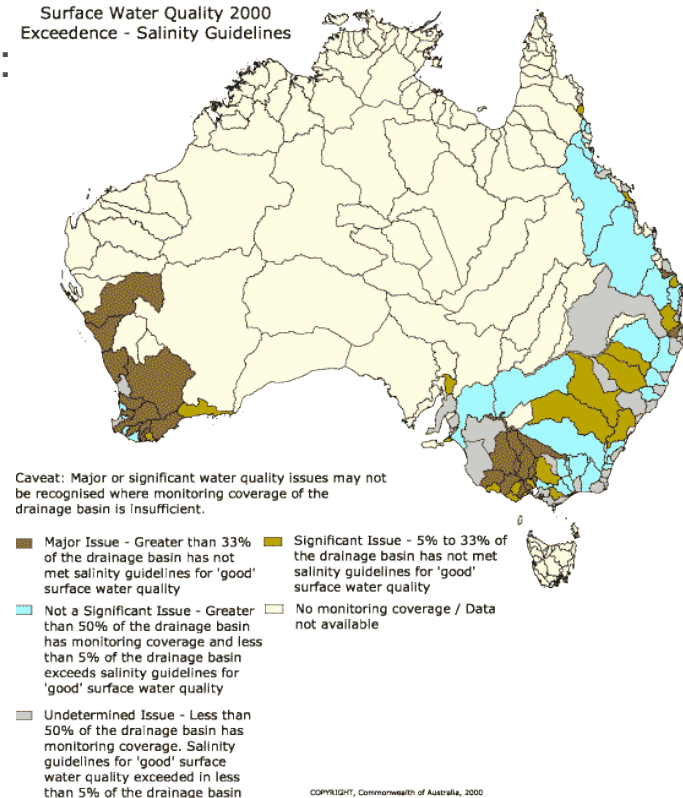 Surface Water Quality 2000
Exceedence - Salinity Guidelines
Caveat: Major or significant water quality issues may not
be recognised where monitoring coverage of the
drainage basin is insufficient.
Major Issue - Greater than 33%
of the drainage basin has not
met salinity guidelines for 'good'
surface water quality
Significant Issue - 5% to 33% of
the drainage basin has not met
salinity guidelines for 'good'
surface water quality
Not a Significant Issue - Greater
than 50% of the drainage basin
has monitoring coverage and less
than 5% of the drainage basin
exceeds salinity guidelines for
'good' surface water quality
No monitoring coverage / Data
not available
Undetermined Issue - Less than
50% of the drainage basin has
monitoring coverage. Salinity
guidelines for 'good' surface
water quality exceeded in less
than 5% of the drainage basin
COPYRIGHT, Commonwealth of Australia, 2000